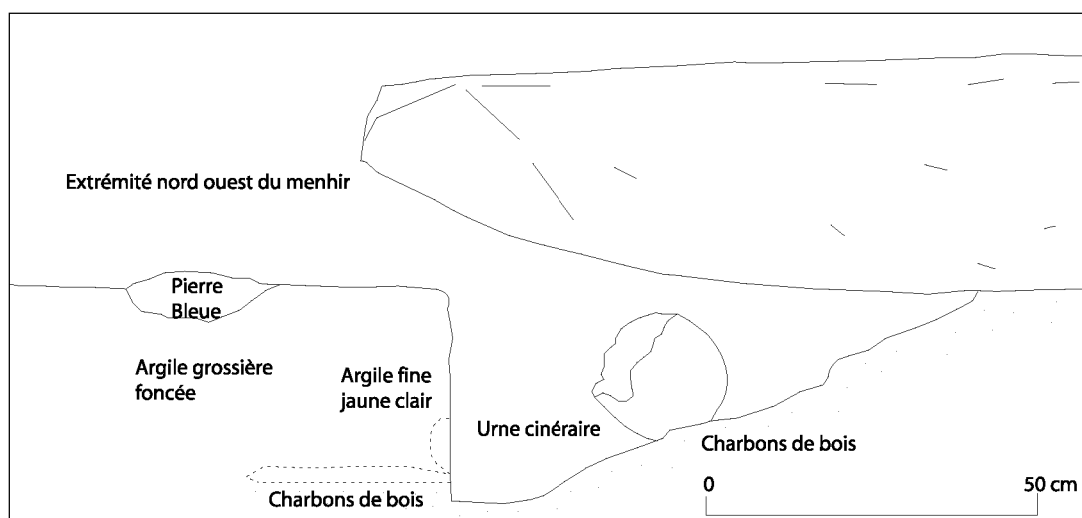 Extrémité nord ouest du menhir
Pierre
Bleue
Argile grossière
foncée
Argile fine
jaune clair
Urne cinéraire
Charbons de bois
Charbons de bois
0
50 cm